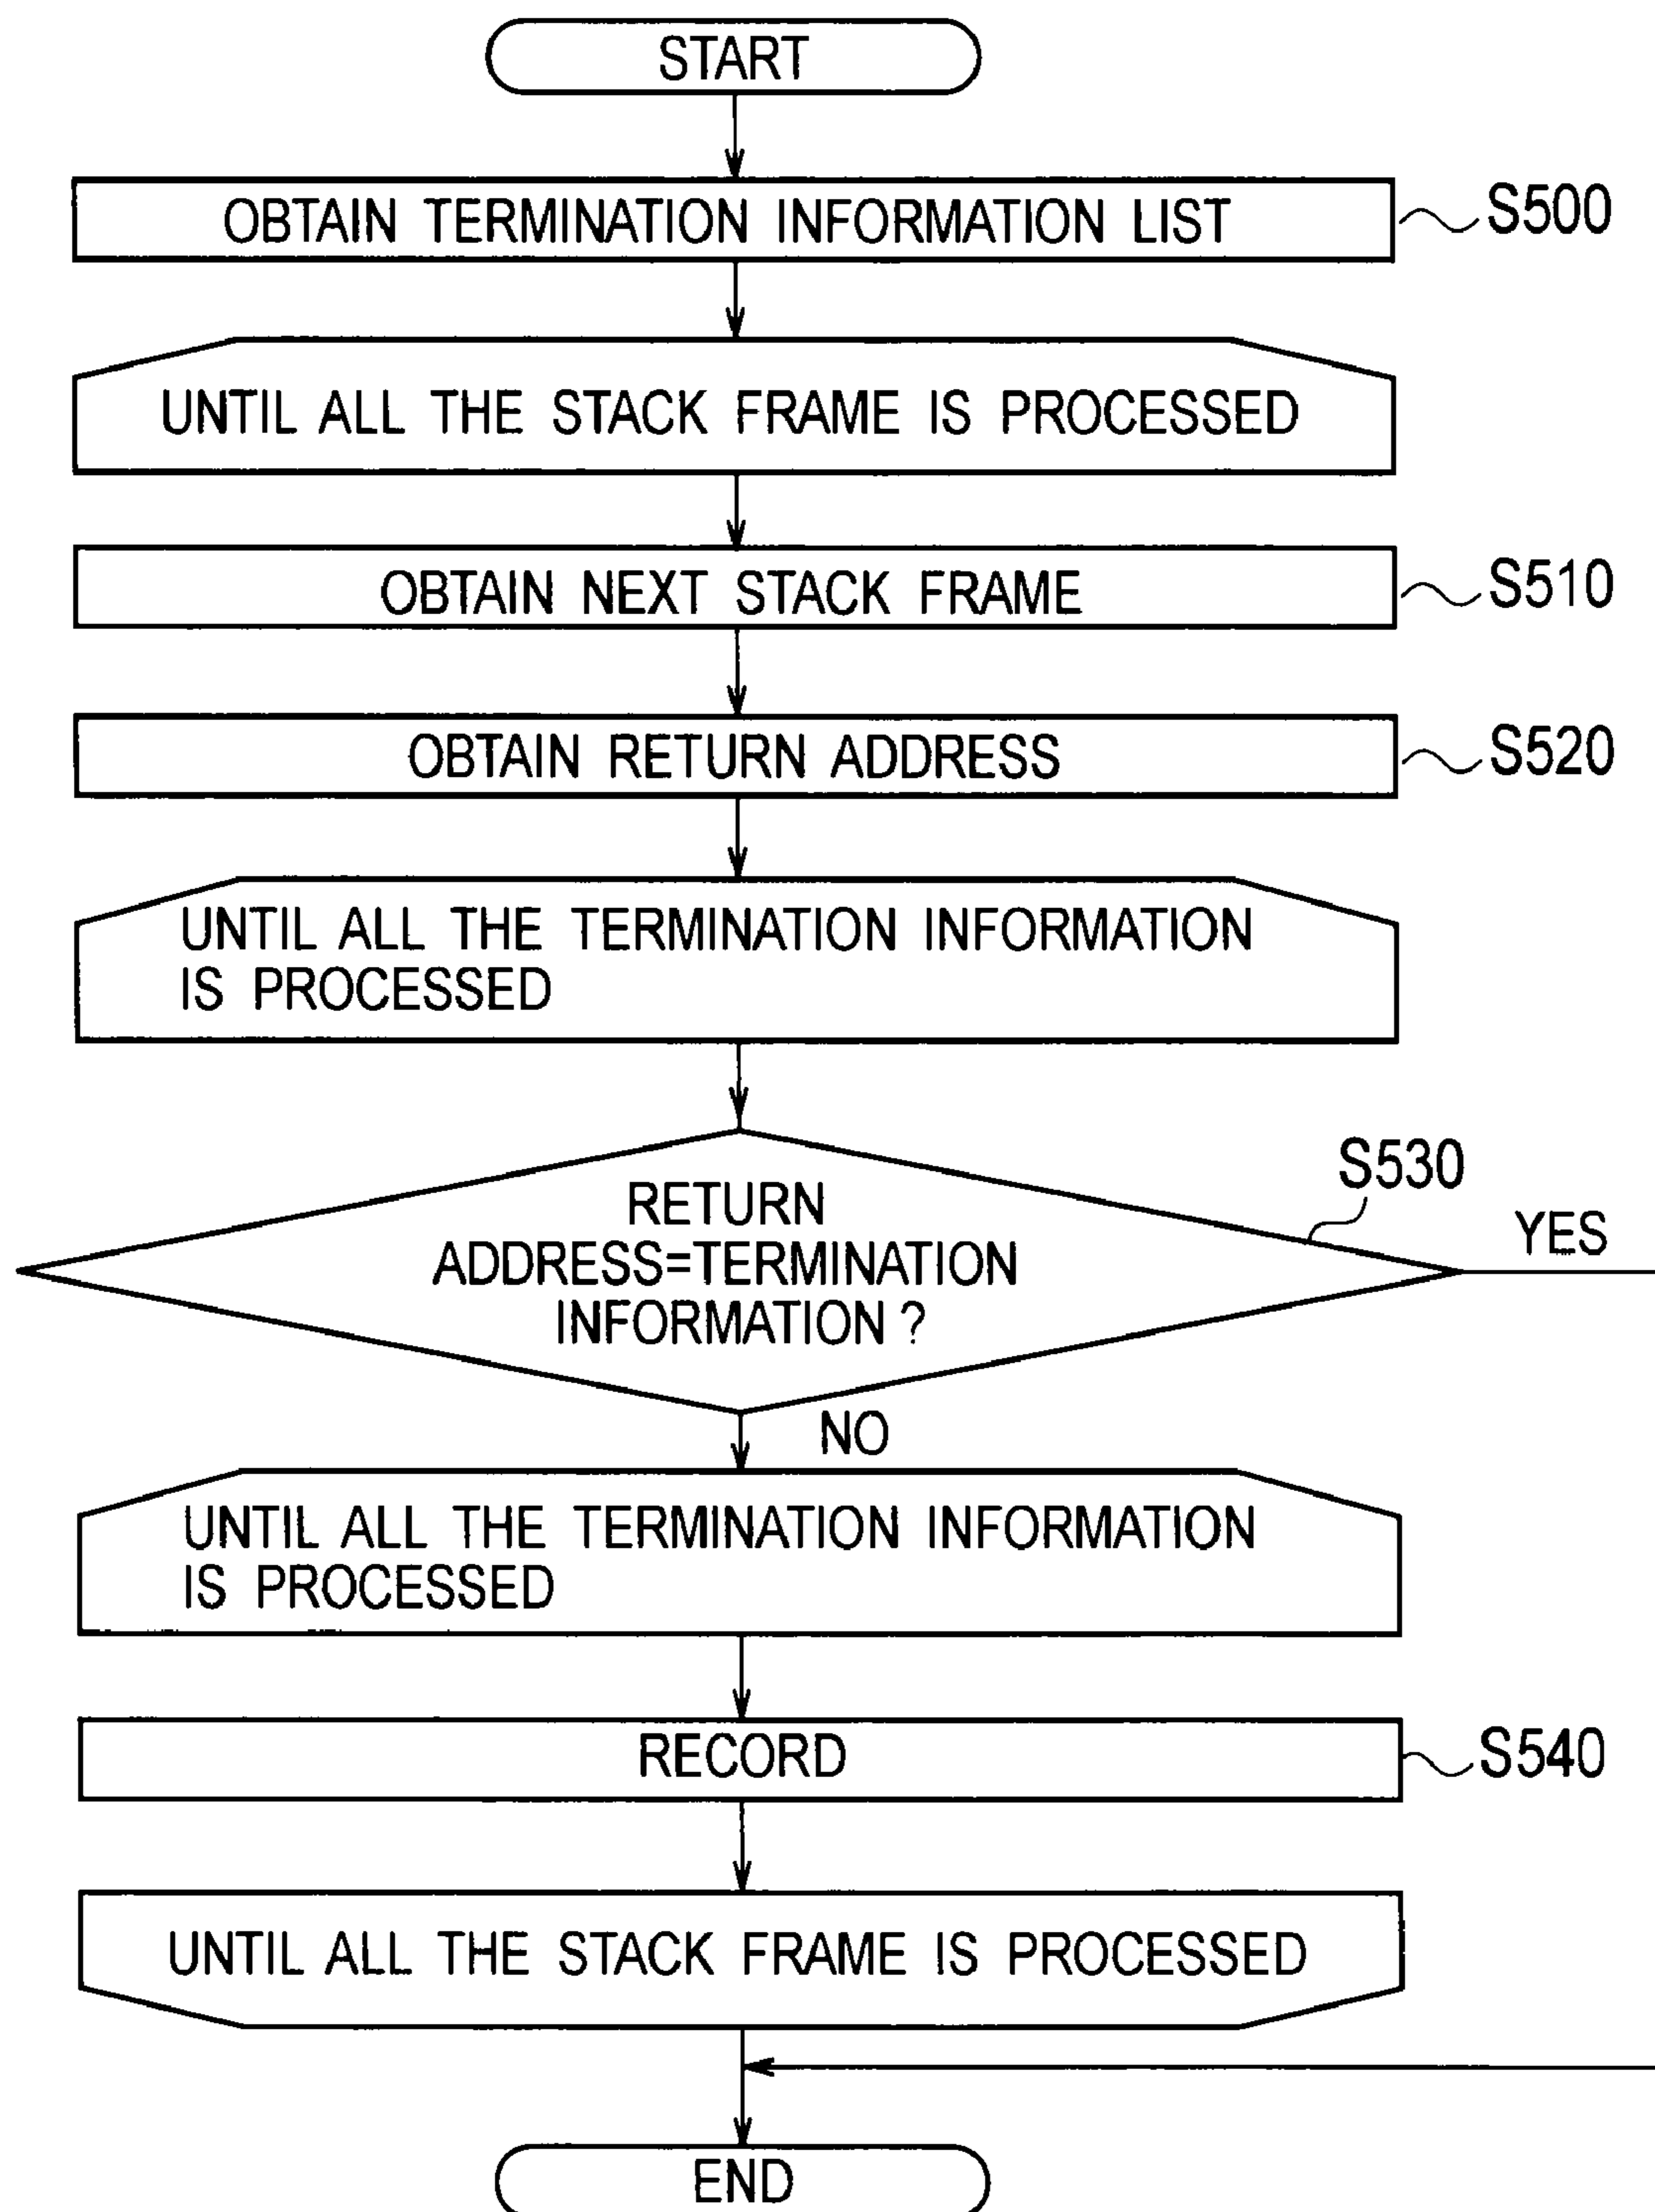 START
OBTAIN TERMINATION INFORMATION LIST
S500
UNTIL ALL THE STACK FRAME IS PROCESSED
OBTAIN NEXT STACK FRAME
S510
OBTAIN RETURN ADDRESS
S520
UNTIL ALL THE TERMINATION INFORMATION
IS PROCESSED
S530
RETURN
ADDRESS=TERMINATION
INFORMATION ?
YES
NO
UNTIL ALL THE TERMINATION INFORMATION
IS PROCESSED
RECORD
S540
UNTIL ALL THE STACK FRAME IS PROCESSED
END